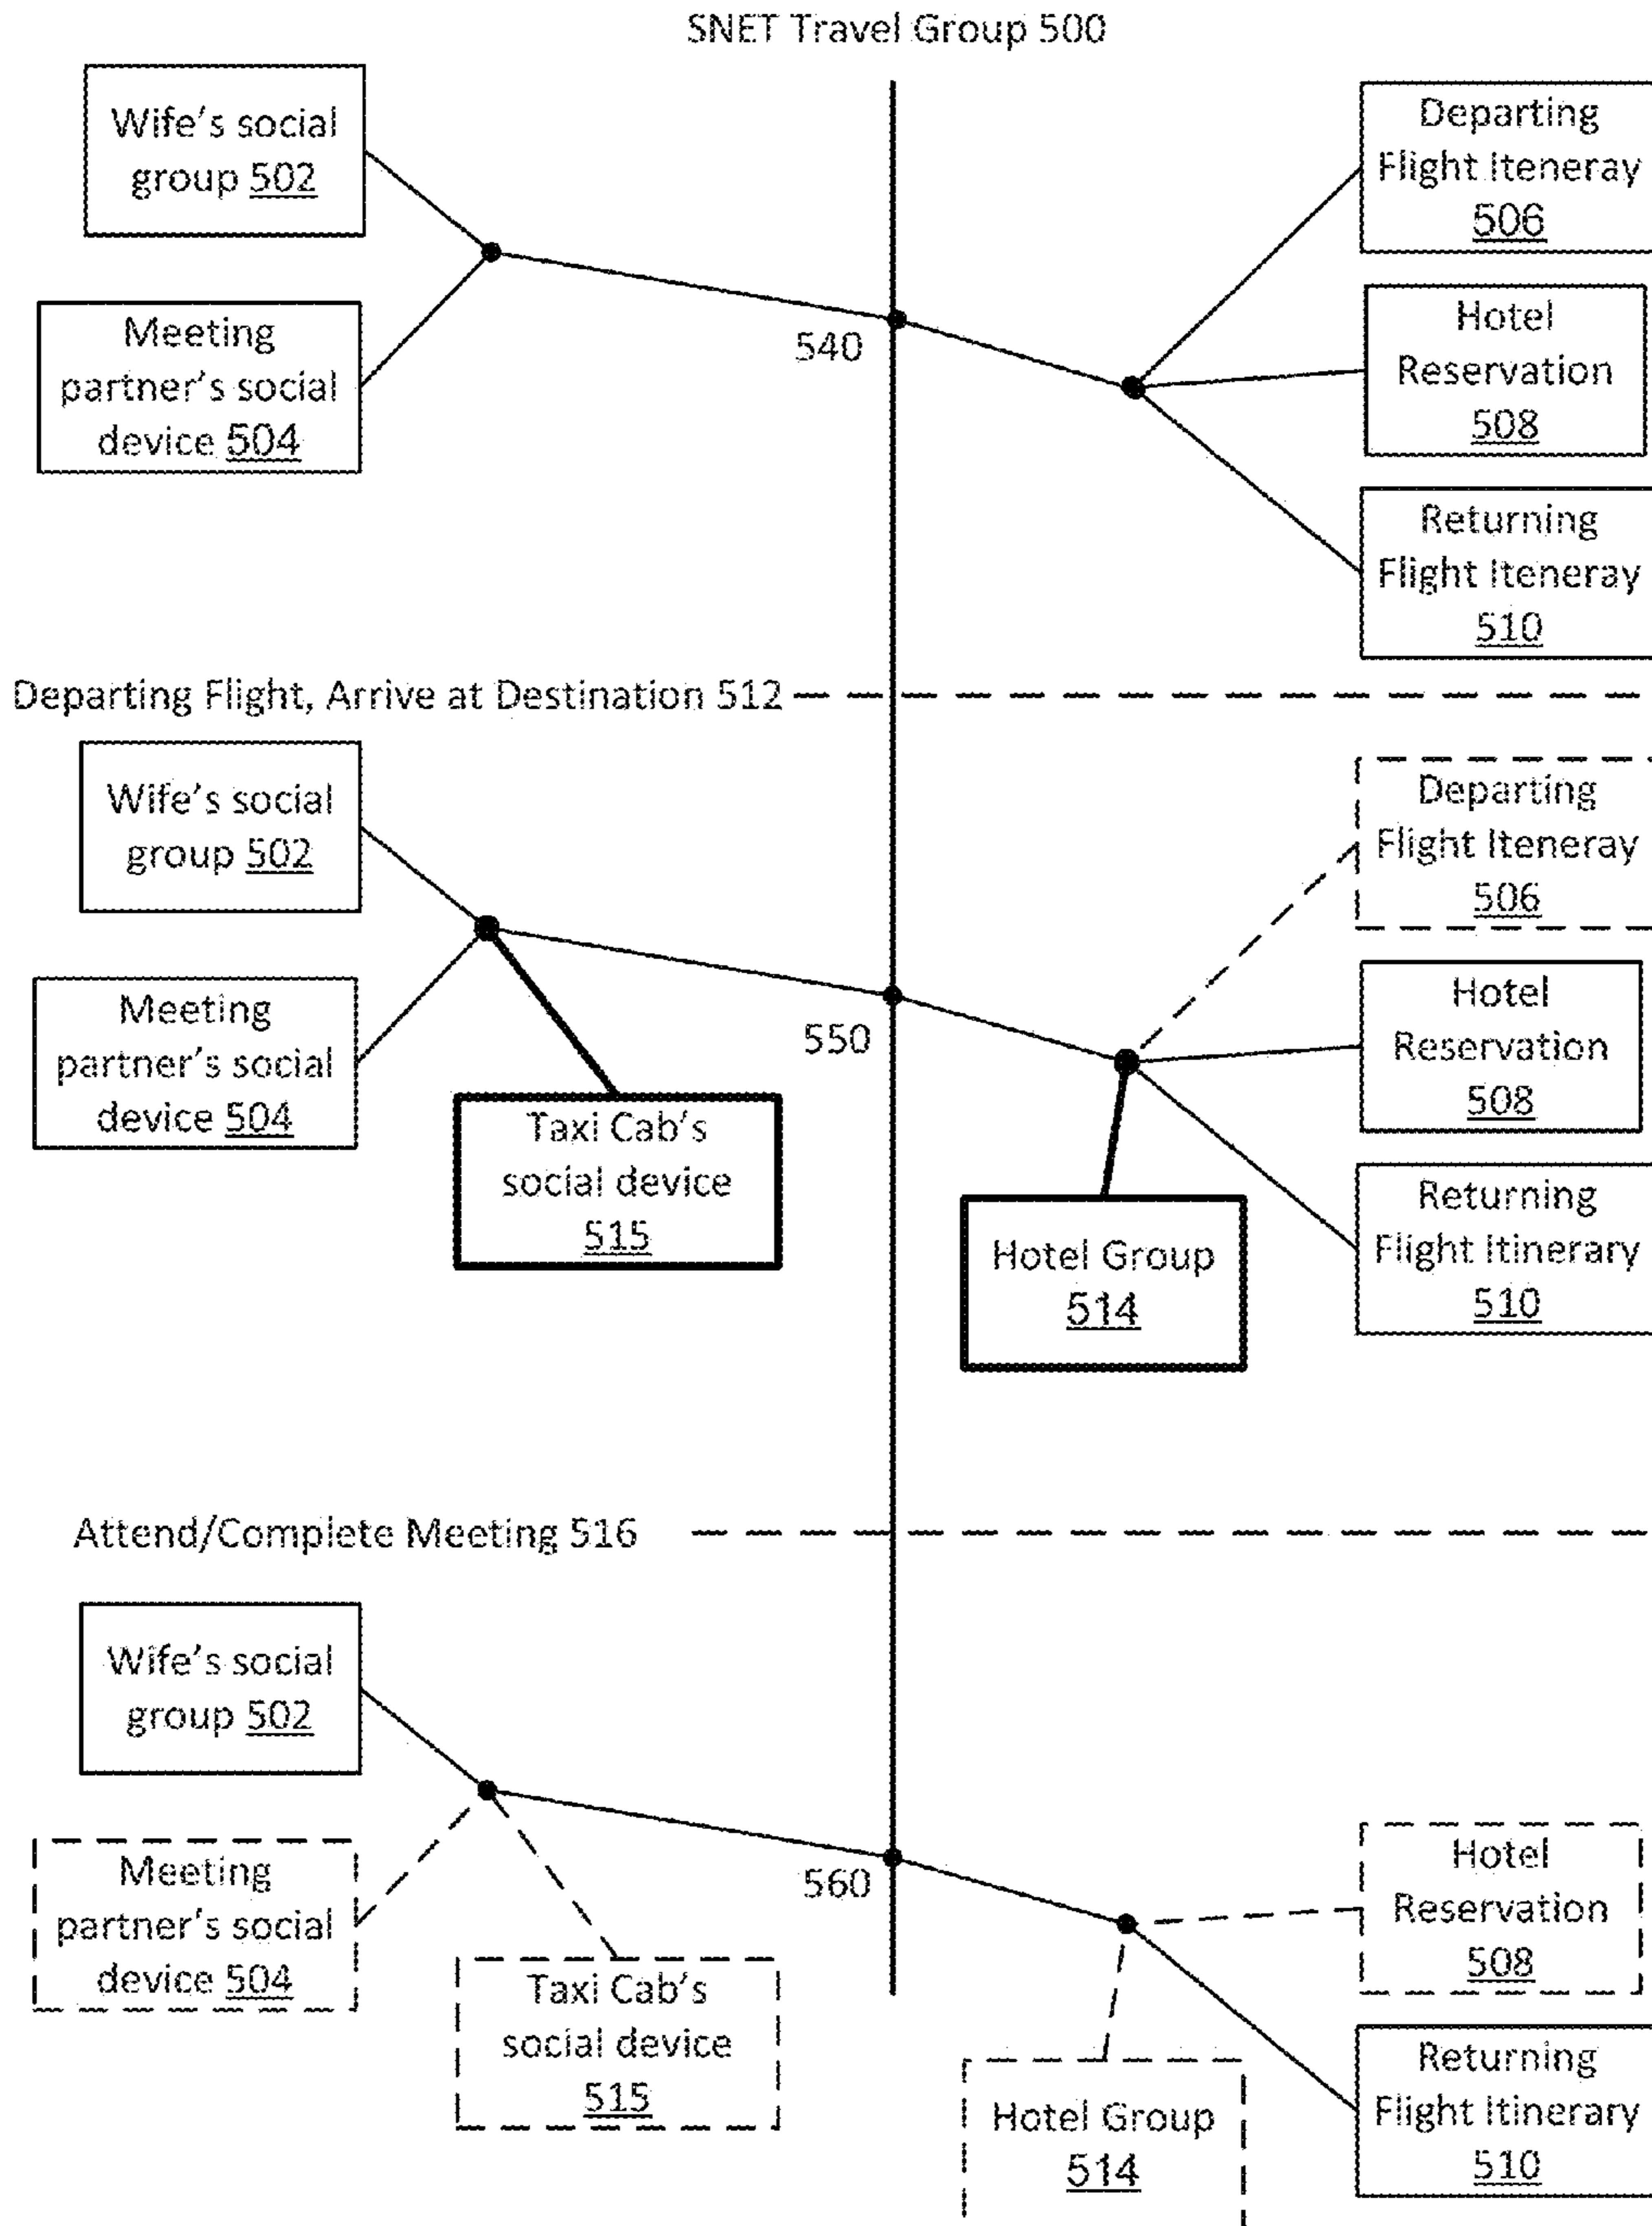 SNET Travel Group 500
Wife's social
group 502
Meeting
partner's social
device 504
540
Departing
Flight Iteneray
506
Hotel
Reservation
508
Returning
Flight Iteneray
510
Departing Flight, Arrive at Destination 512
Wife's social
group 502
Meeting
partner's social
device 504
Taxi Cab's
social device
515
550
Departing
Flight Iteneray
506
Hotel
Reservation
508
Returning
Flight Itinerary
510
Hotel Group
514
Attend/Complete Meeting 516
Wife's social
group 502
Meeting
partner's social
device 504
Taxi Cab's
social device
515
560
Hotel
Reservation
508
Returning
Flight Itinerary
510
Hotel Group
514